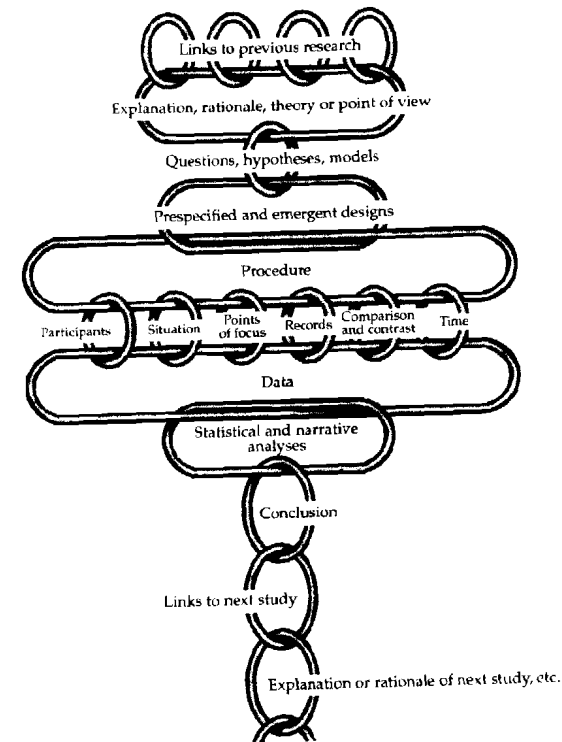 Links to previous research
Explanation, rationale, theory or point of view
Questions, hypotheses, models
Prespecified and emergent designs
Procedure
Participants
Situation
Points
of focus
Records
Comparison
and contrast
Time
Data
Statistical and narrative
analyses
Conclusion
Links to next study
Explanation or rationale of next study, etc.